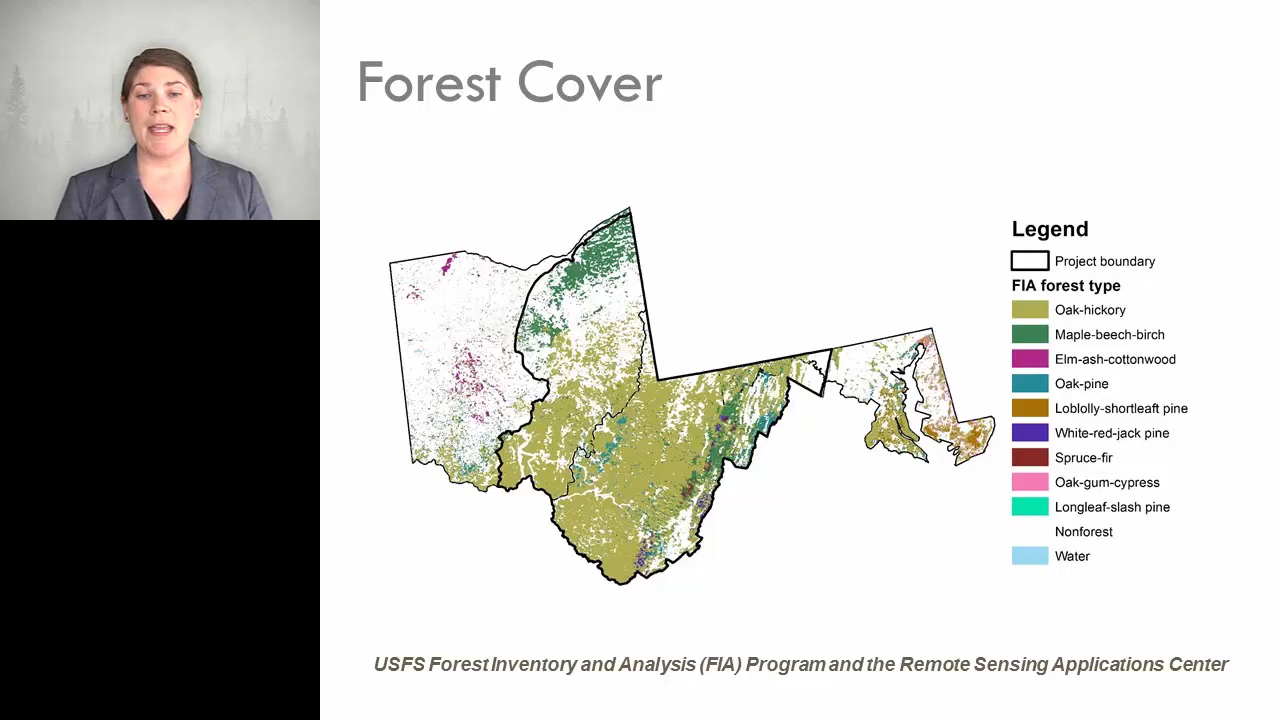 Forest Cover
Legend
Project boundary
FIA forest type
Oak-hickory
Maple-beech-birch
Elm-ash-cottonwood
Oak-pine
Loblolly-shortleaft pine
White-red-jack pine
Spruce-fir
Oak-gum-cypress
Longleaf-slash pine
Nonforest
Water
USFS Forest Inventory and Analysis (FIA) Program and the Remote Sensing Applications Center